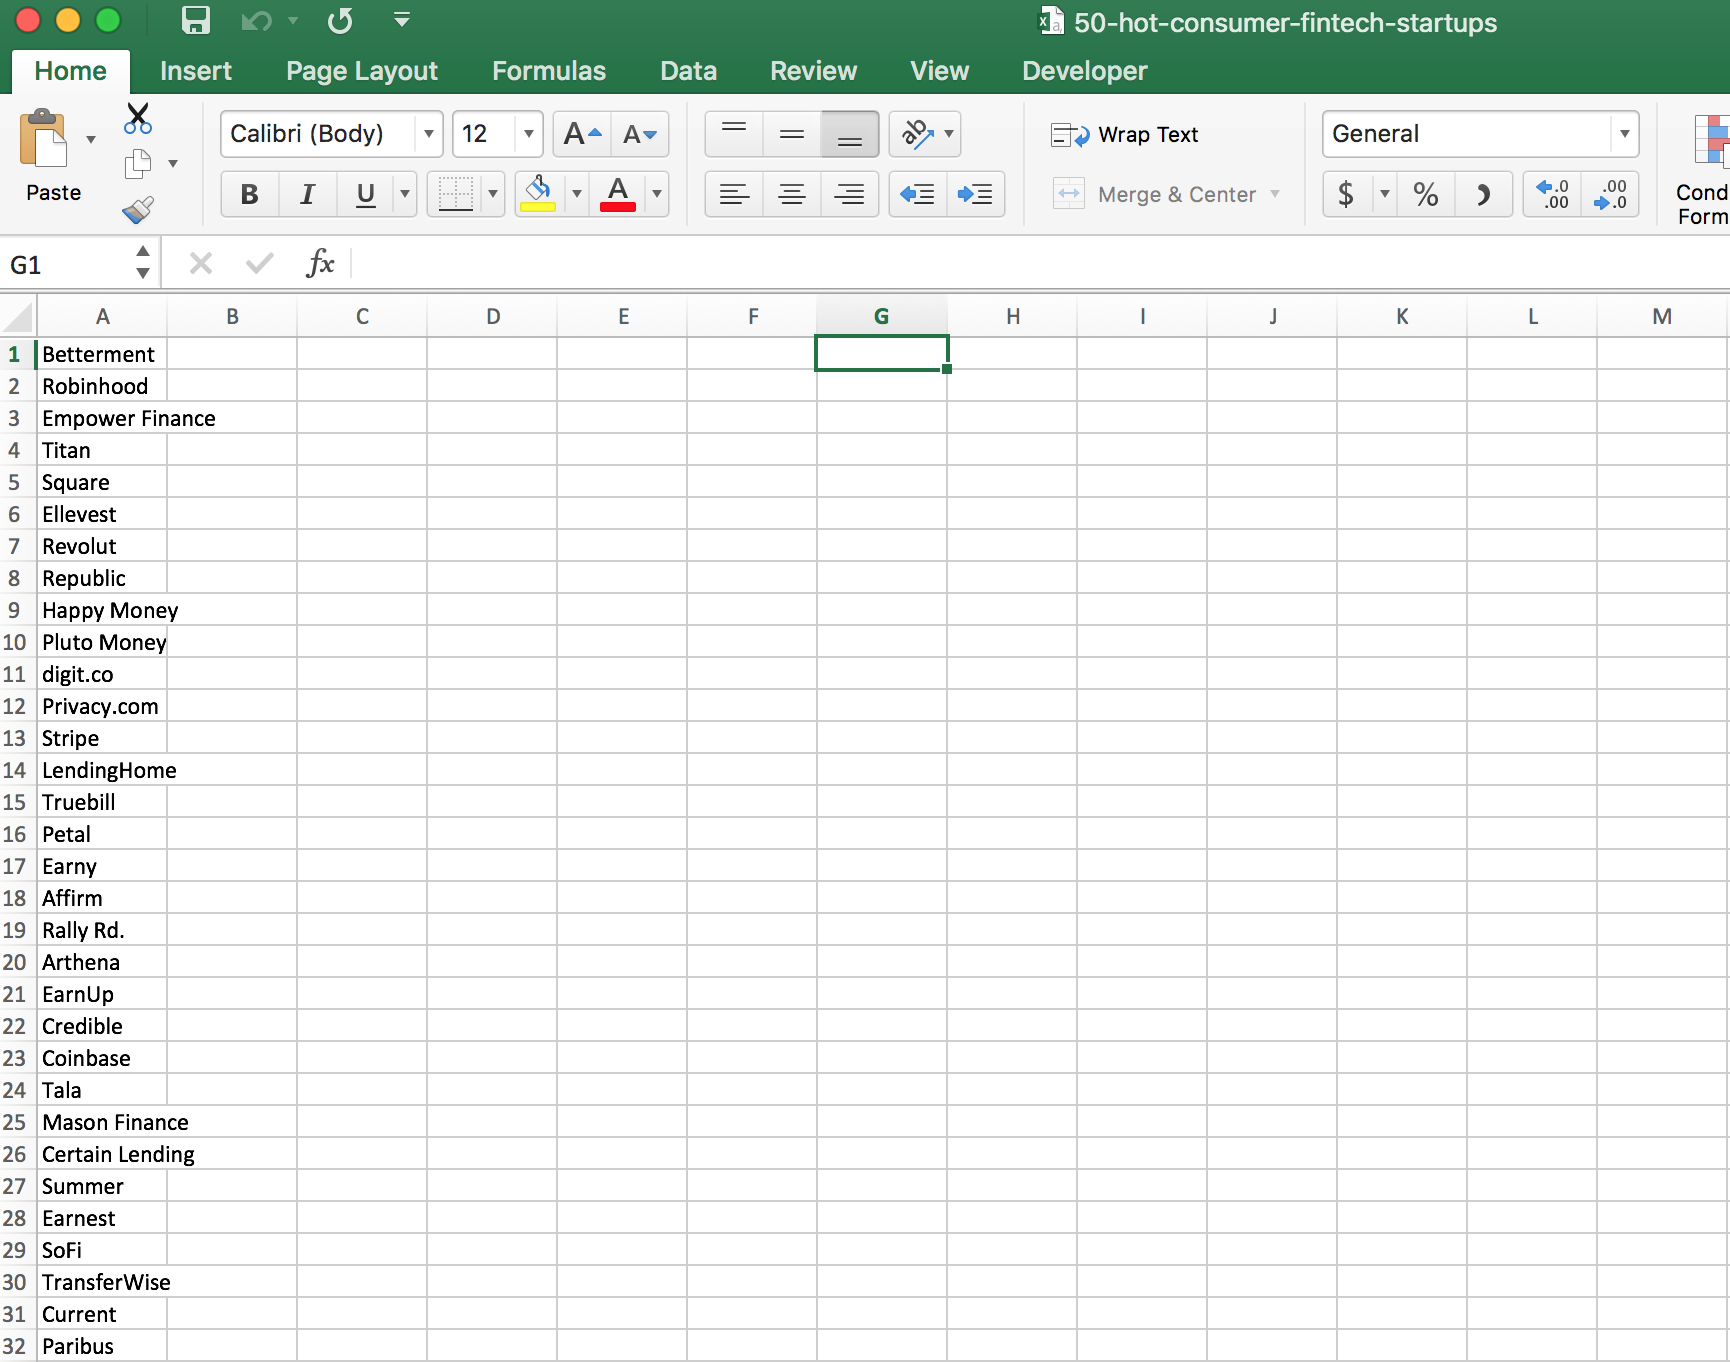 50-hot-consumer-fintech-startups
Home Insert Page Layout Formulas Data Review View Developer
Paste
Calibri (Body) 12 A A
ab
Wrap Text
General
B I U A
Merge & Center
$ % .0 .00 .00 .0
Cond
Form
G1 fx
A B C D E F G H I J K L M
1 Betterment
2 Robinhood
3 Empower Finance
4 Titan
5 Square
6 Ellevest
7 Revolut
8 Republic
9 Happy Money
10 Pluto Money
11 digit.co
12 Privacy.com
13 Stripe
14 LendingHome
15 Truebill
16 Petal
17 Earny
18 Affirm
19 Rally Rd.
20 Arthena
21 EarnUp
22 Credible
23 Coinbase
24 Tala
25 Mason Finance
26 Certain Lending
27 Summer
28 Earnest
29 SoFi
30 TransferWise
31 Current
32 Paribus